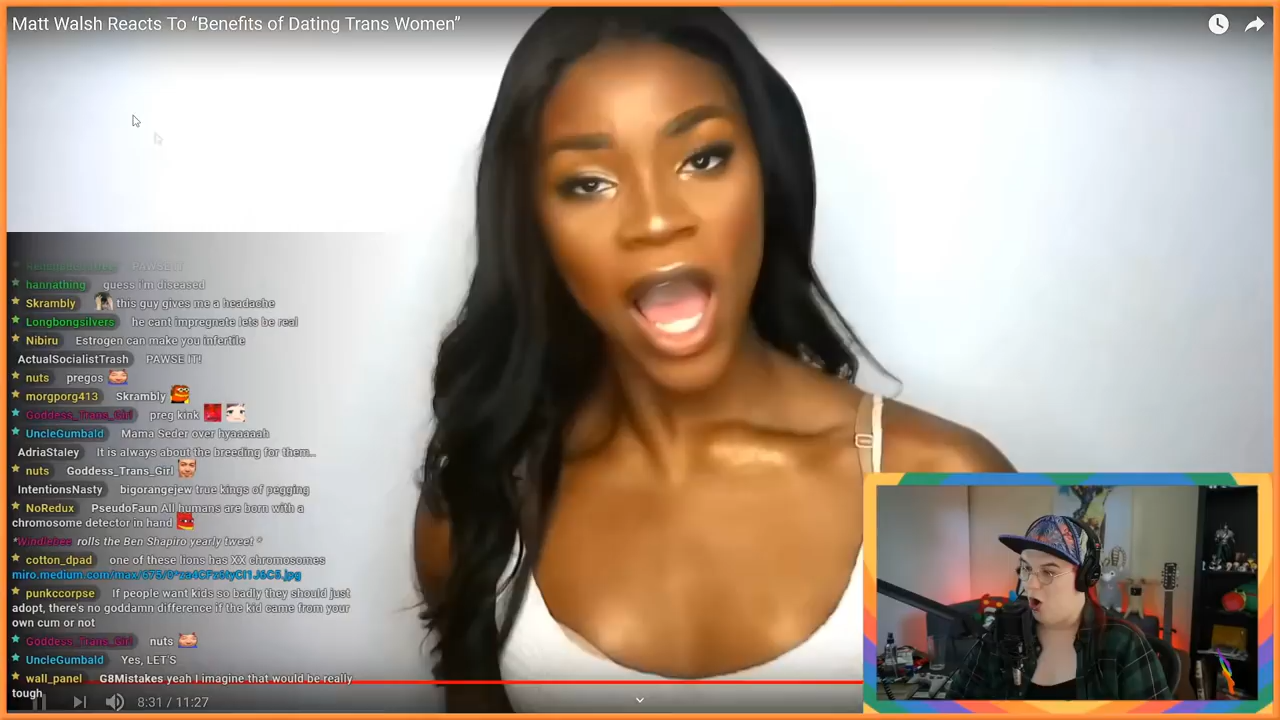 Matt Walsh Reacts To “Benefits of Dating Trans Women”
hannathing guess i'm diseased
Skrambly this guy gives me a headache
Longbongsilvers he cant impregnate lets be real
Nibiru Estrogen can make you infertile
ActualSocialistTrash PAWSE IT!
nuts pregos
morgporg413 Skrambly
Goddess_Trans_Girl preg kink
UncleGumbald Mama Seder over hyaaaaah
AdriaStaley It is always about the breeding for them..
nuts Goddess_Trans_Girl
IntentionsNasty bigorangejew true kings of pegging
NoRedux PseudoFaun All humans are born with a
chromosome detector in hand
*Windiebee rolls the Ben Shapiro yearly tweet *
cotton_dpad one of these lions has XX chromosomes
punkccorpse If people want kids so badly they should just
adopt, there's no goddamn difference if the kid came from your
own cum or not
Goddess_Trans_Girl nuts
UncleGumbald Yes, LET'S
wall_panel G8Mistakes yeah I imagine that would be really
tough
8:31 / 11:27